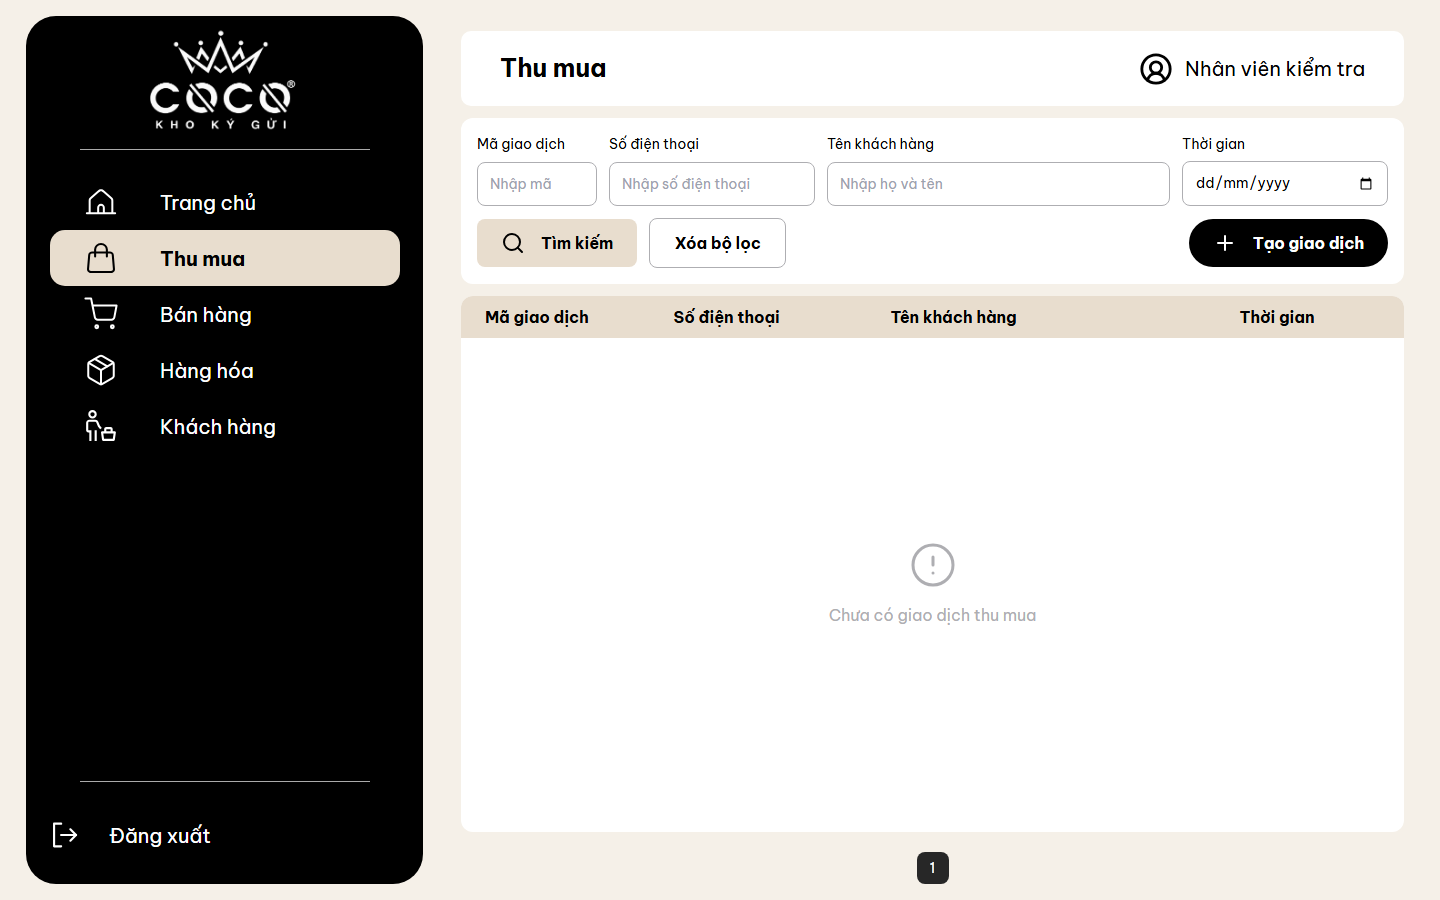 COCO®
KHO KÝ GỬI
Trang chủ
Thu mua
Bán hàng
Hàng hóa
Khách hàng
Đăng xuất
Thu mua
Nhân viên kiểm tra
Mã giao dịch
Số điện thoại
Tên khách hàng
Thời gian
Nhập mã
Nhập số điện thoại
Nhập họ và tên
dd/mm/yyyy
Tìm kiếm
Xóa bộ lọc
Tạo giao dịch
Mã giao dịch
Số điện thoại
Tên khách hàng
Thời gian
Chưa có giao dịch thu mua
1